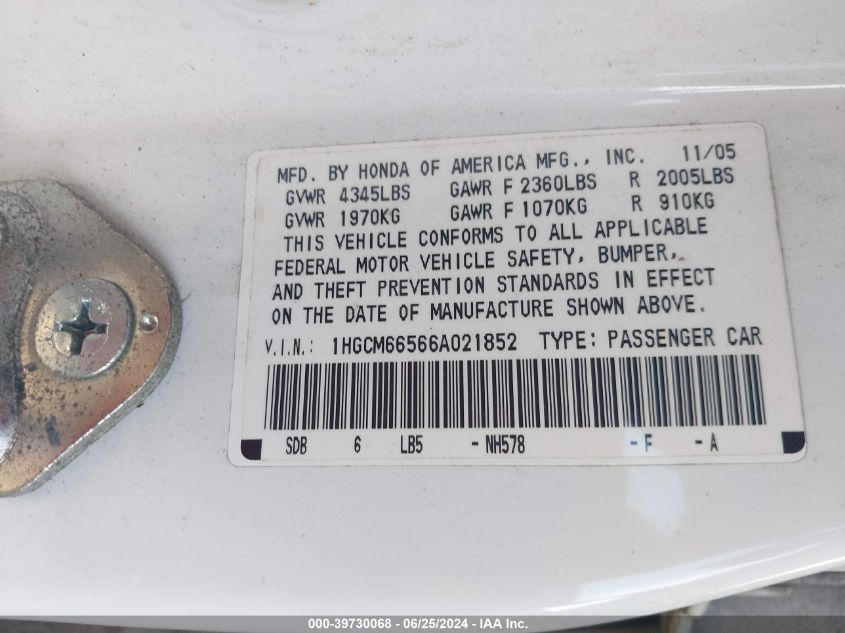 MFD. BY HONDA OF AMERICA MFG., INC. 11/05
GVWR 4345LBS GAWR F 2360LBS R 2005LBS
GVWR 1970KG GAWR F 1070KG R 910KG
THIS VEHICLE CONFORMS TO ALL APPLICABLE
FEDERAL MOTOR VEHICLE SAFETY, BUMPER,
AND THEFT PREVENTION STANDARDS IN EFFECT
ON THE DATE OF MANUFACTURE SHOWN ABOVE.
V.I.N.: 1HGCM66566A021852 TYPE: PASSENGER CAR
SDB 6 LB5 -NH578 -F -A
000-39730068 - 06/25/2024 - IAA Inc.